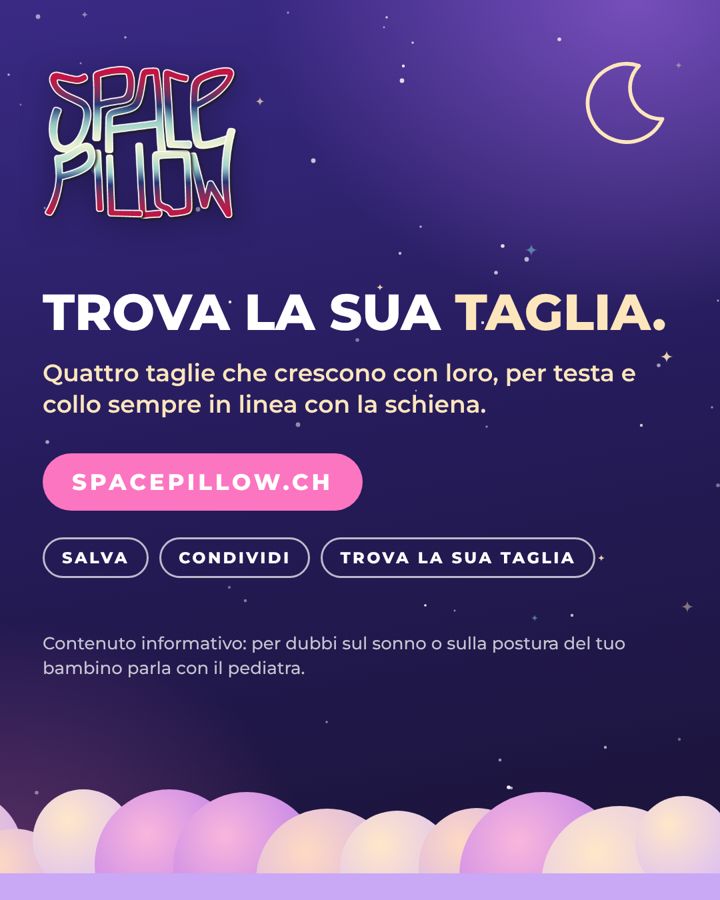 SPACE
PILLOW
TROVA LA SUA TAGLIA.
Quattro taglie che crescono con loro, per testa e
collo sempre in linea con la schiena.
SPACEPILLOW.CH
SALVA CONDIVIDI TROVA LA SUA TAGLIA
Contenuto informativo: per dubbi sul sonno o sulla postura del tuo
bambino parla con il pediatra.